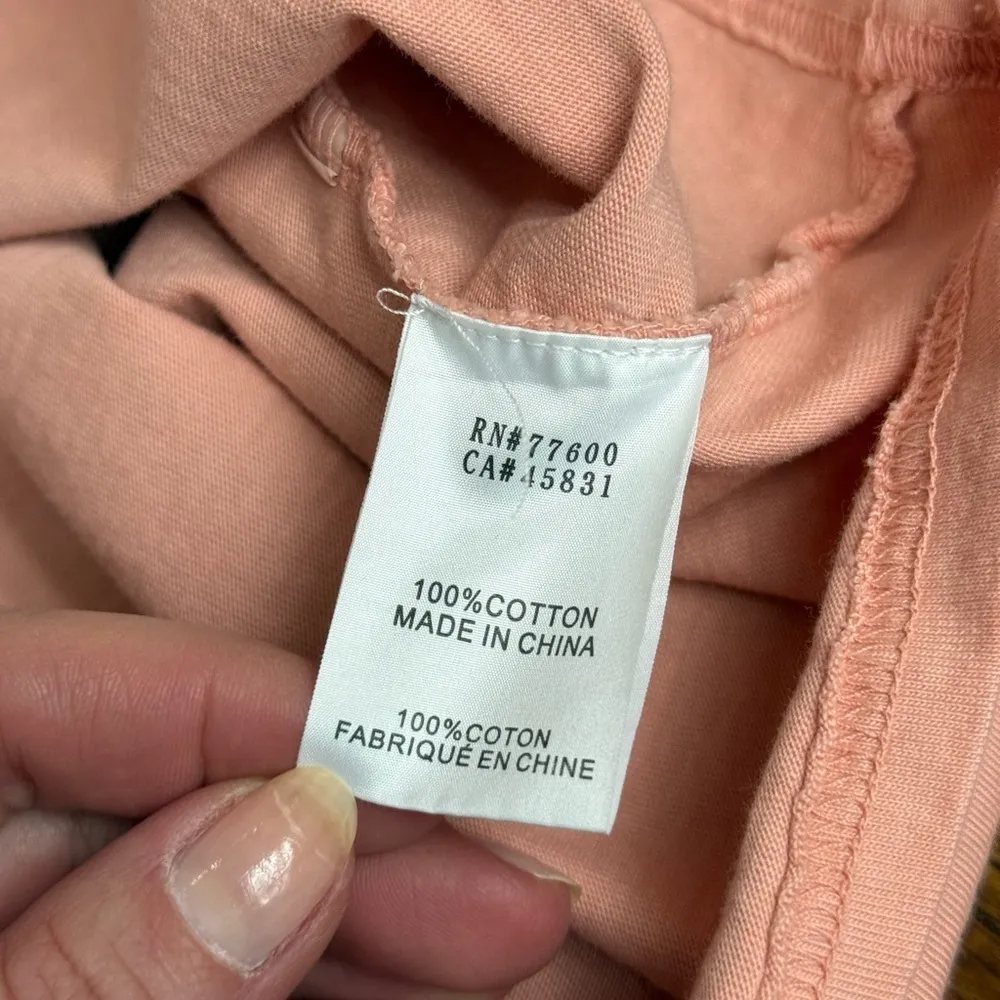 RN#77600
CA#45831
100%COTTON
MADE IN CHINA
100%COTON
FABRIQUÉ EN CHINE